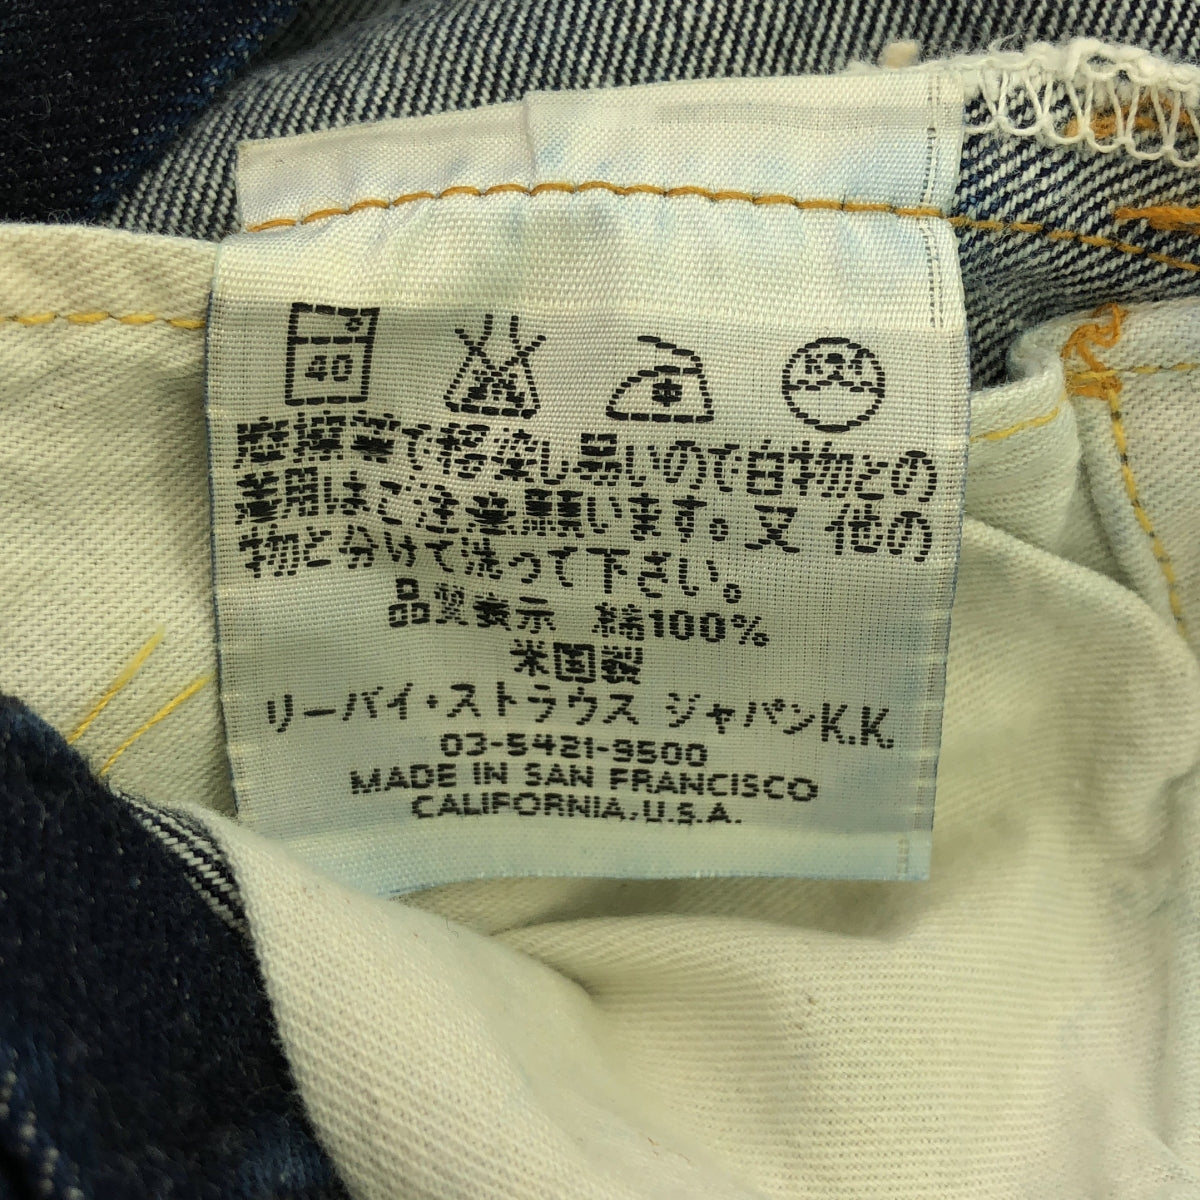 40
摩擦等で移染し易いので白物との
着用はご注意願います。又 他の
物と分けて洗って下さい。
品質表示 綿100%
米国製
リーバイ・ストラウス ジャパンK.K.
03-5421-9500
MADE IN SAN FRANCISCO
CALIFORNIA,U.S.A.